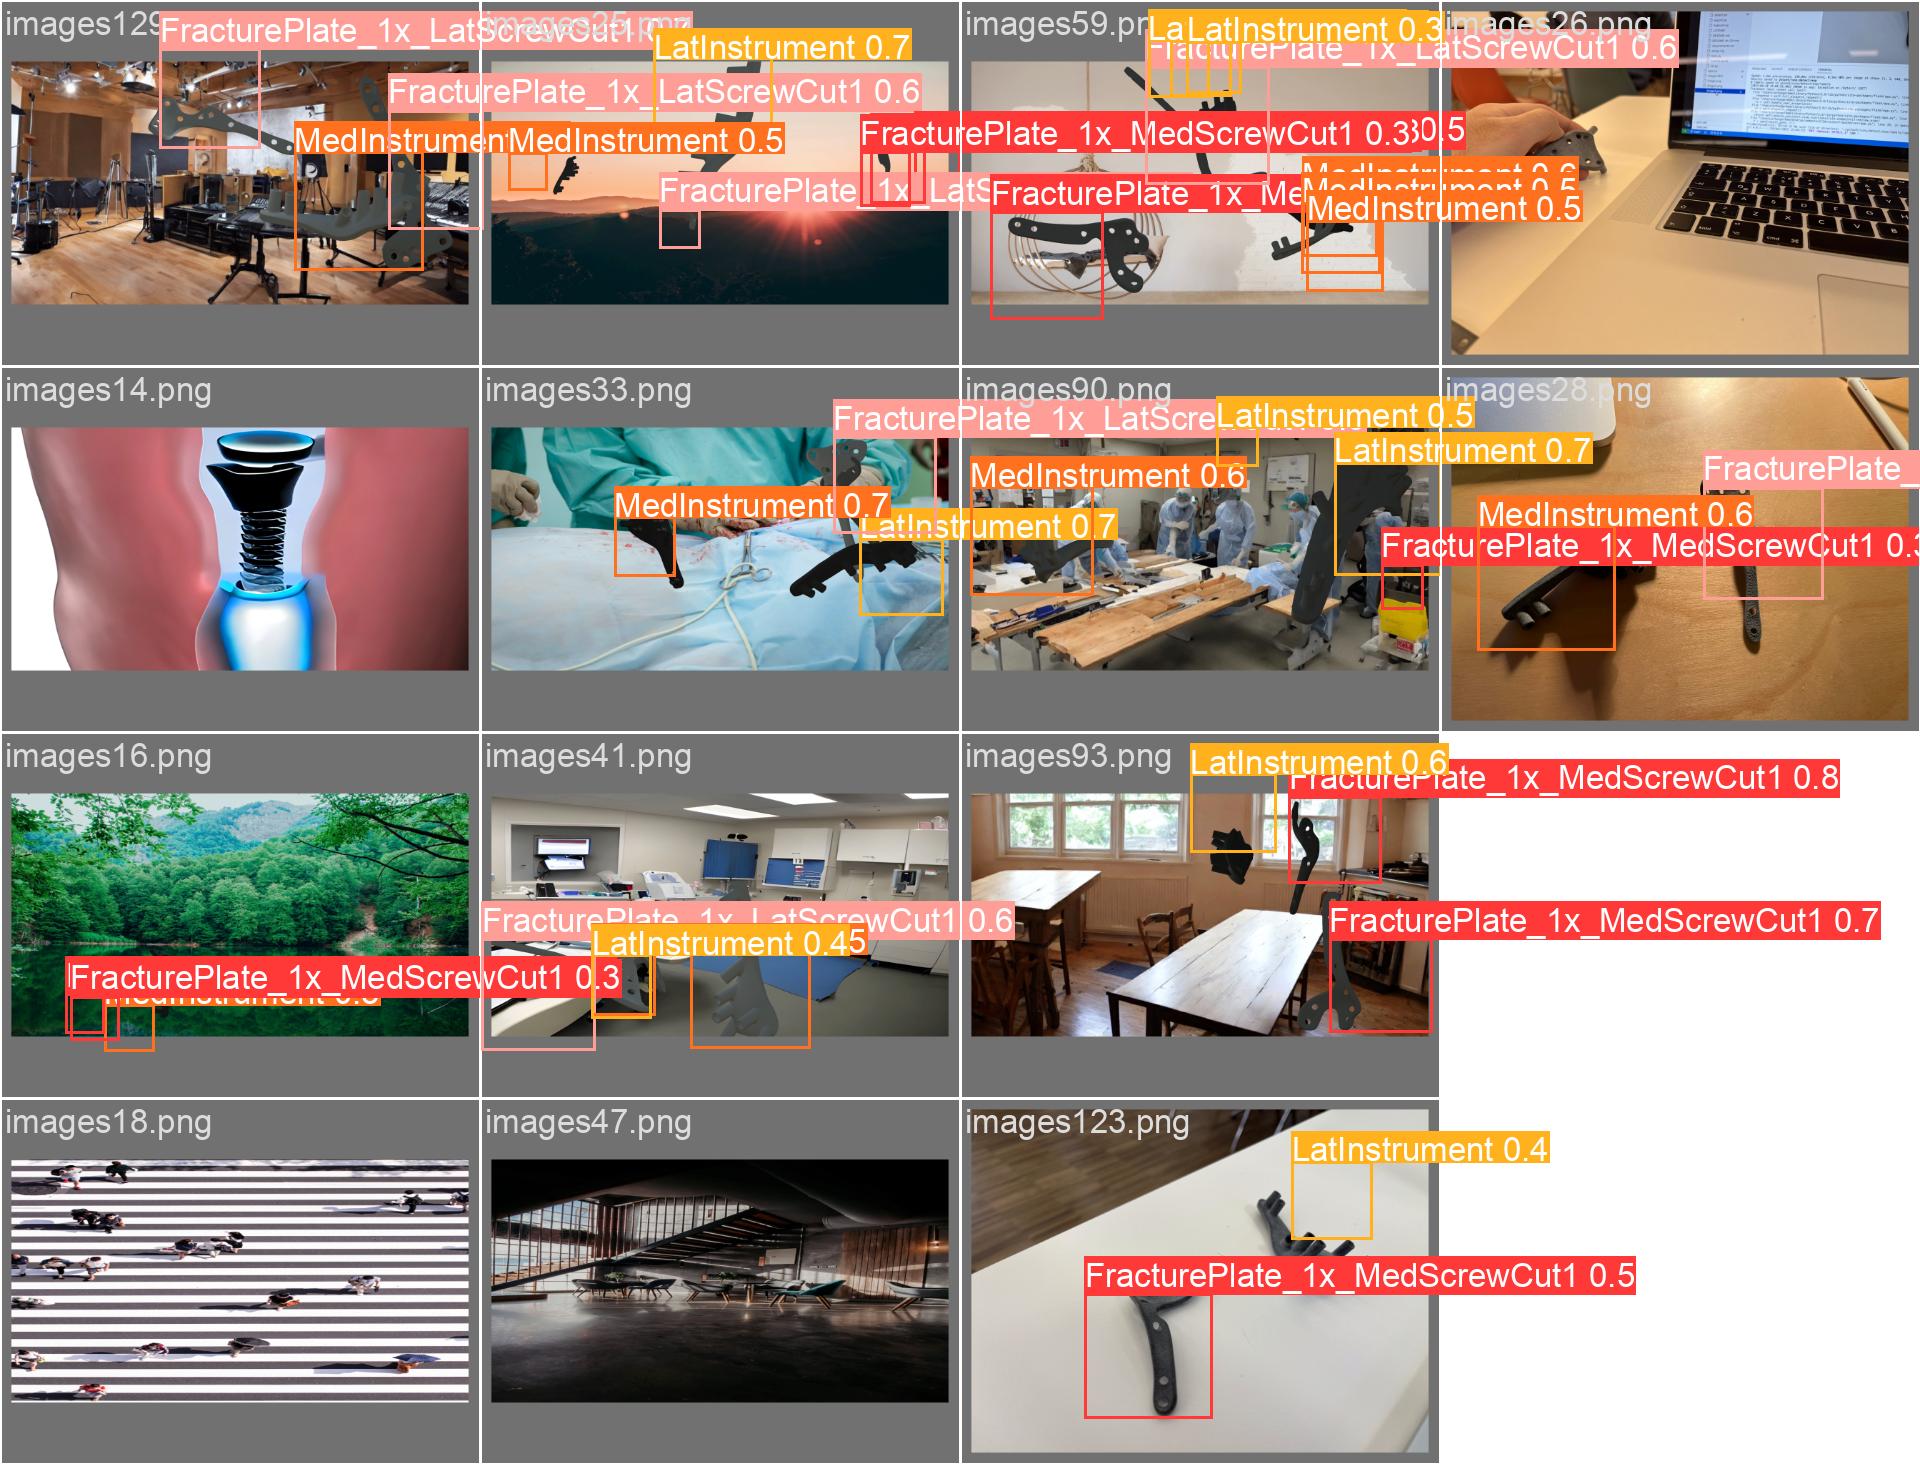 images129
FracturePlate_1x_LatScrewCut1
FracturePlate_1x_LatScrewCut1 0.6
MedInstrument
images25.png
LatInstrument 0.7
MedInstrument 0.5
FracturePlate_1x_LatS
images59.pn
LatInstrument 0.3
FracturePlate_1x_LatScrewCut1 0.6
FracturePlate_1x_MedScrewCut1 0.3
0.5
FracturePlate_1x_Me
MedInstrument 0.6
MedInstrument 0.5
MedInstrument 0.5
images26.png
images14.png
images33.png
FracturePlate_1x_LatScre
MedInstrument 0.7
LatInstrument 0.7
images90.png
LatInstrument 0.5
LatInstrument 0.7
MedInstrument 0.6
FracturePlate_1x_MedScrewCut1 0.3
images28.png
FracturePlate_
MedInstrument 0.6
images16.png
FracturePlate_1x_MedScrewCut1 0.3
MedInstrument
images41.png
FracturePlate_1x_LatScrewCut1 0.6
LatInstrument 0.4
images93.png
LatInstrument 0.6
FracturePlate_1x_MedScrewCut1 0.8
FracturePlate_1x_MedScrewCut1 0.7
images18.png
images47.png
images123.png
LatInstrument 0.4
FracturePlate_1x_MedScrewCut1 0.5